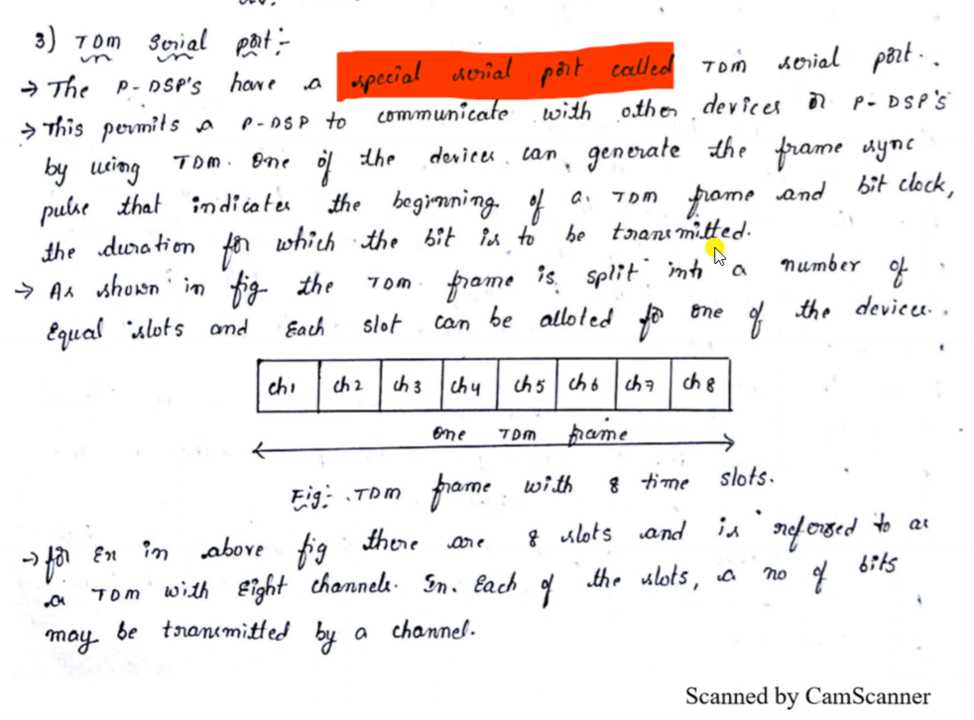 3) TDM Serial port:-
→ The P-DSP's have a special serial port called TDM serial port.
→ This permits a P-DSP to communicate with other devices or P-DSP's
by using TDM. One of the devices can generate the frame sync
pulse that indicates the beginning of a TDM frame and bit clock,
the duration for which the bit is to be transmitted.
→ As shown in fig the TDM frame is split into a number of
Equal slots and Each slot can be alloted for one of the devices.
ch1 ch2 ch3 ch4 ch5 ch6 ch7 ch8
One TDM frame
Fig:- TDM frame with 8 time slots.
→ for Ex in above fig there are 8 slots and is referred to as
a TDM with Eight channels. In Each of the slots, a no of bits
may be transmitted by a channel.
Scanned by CamScanner